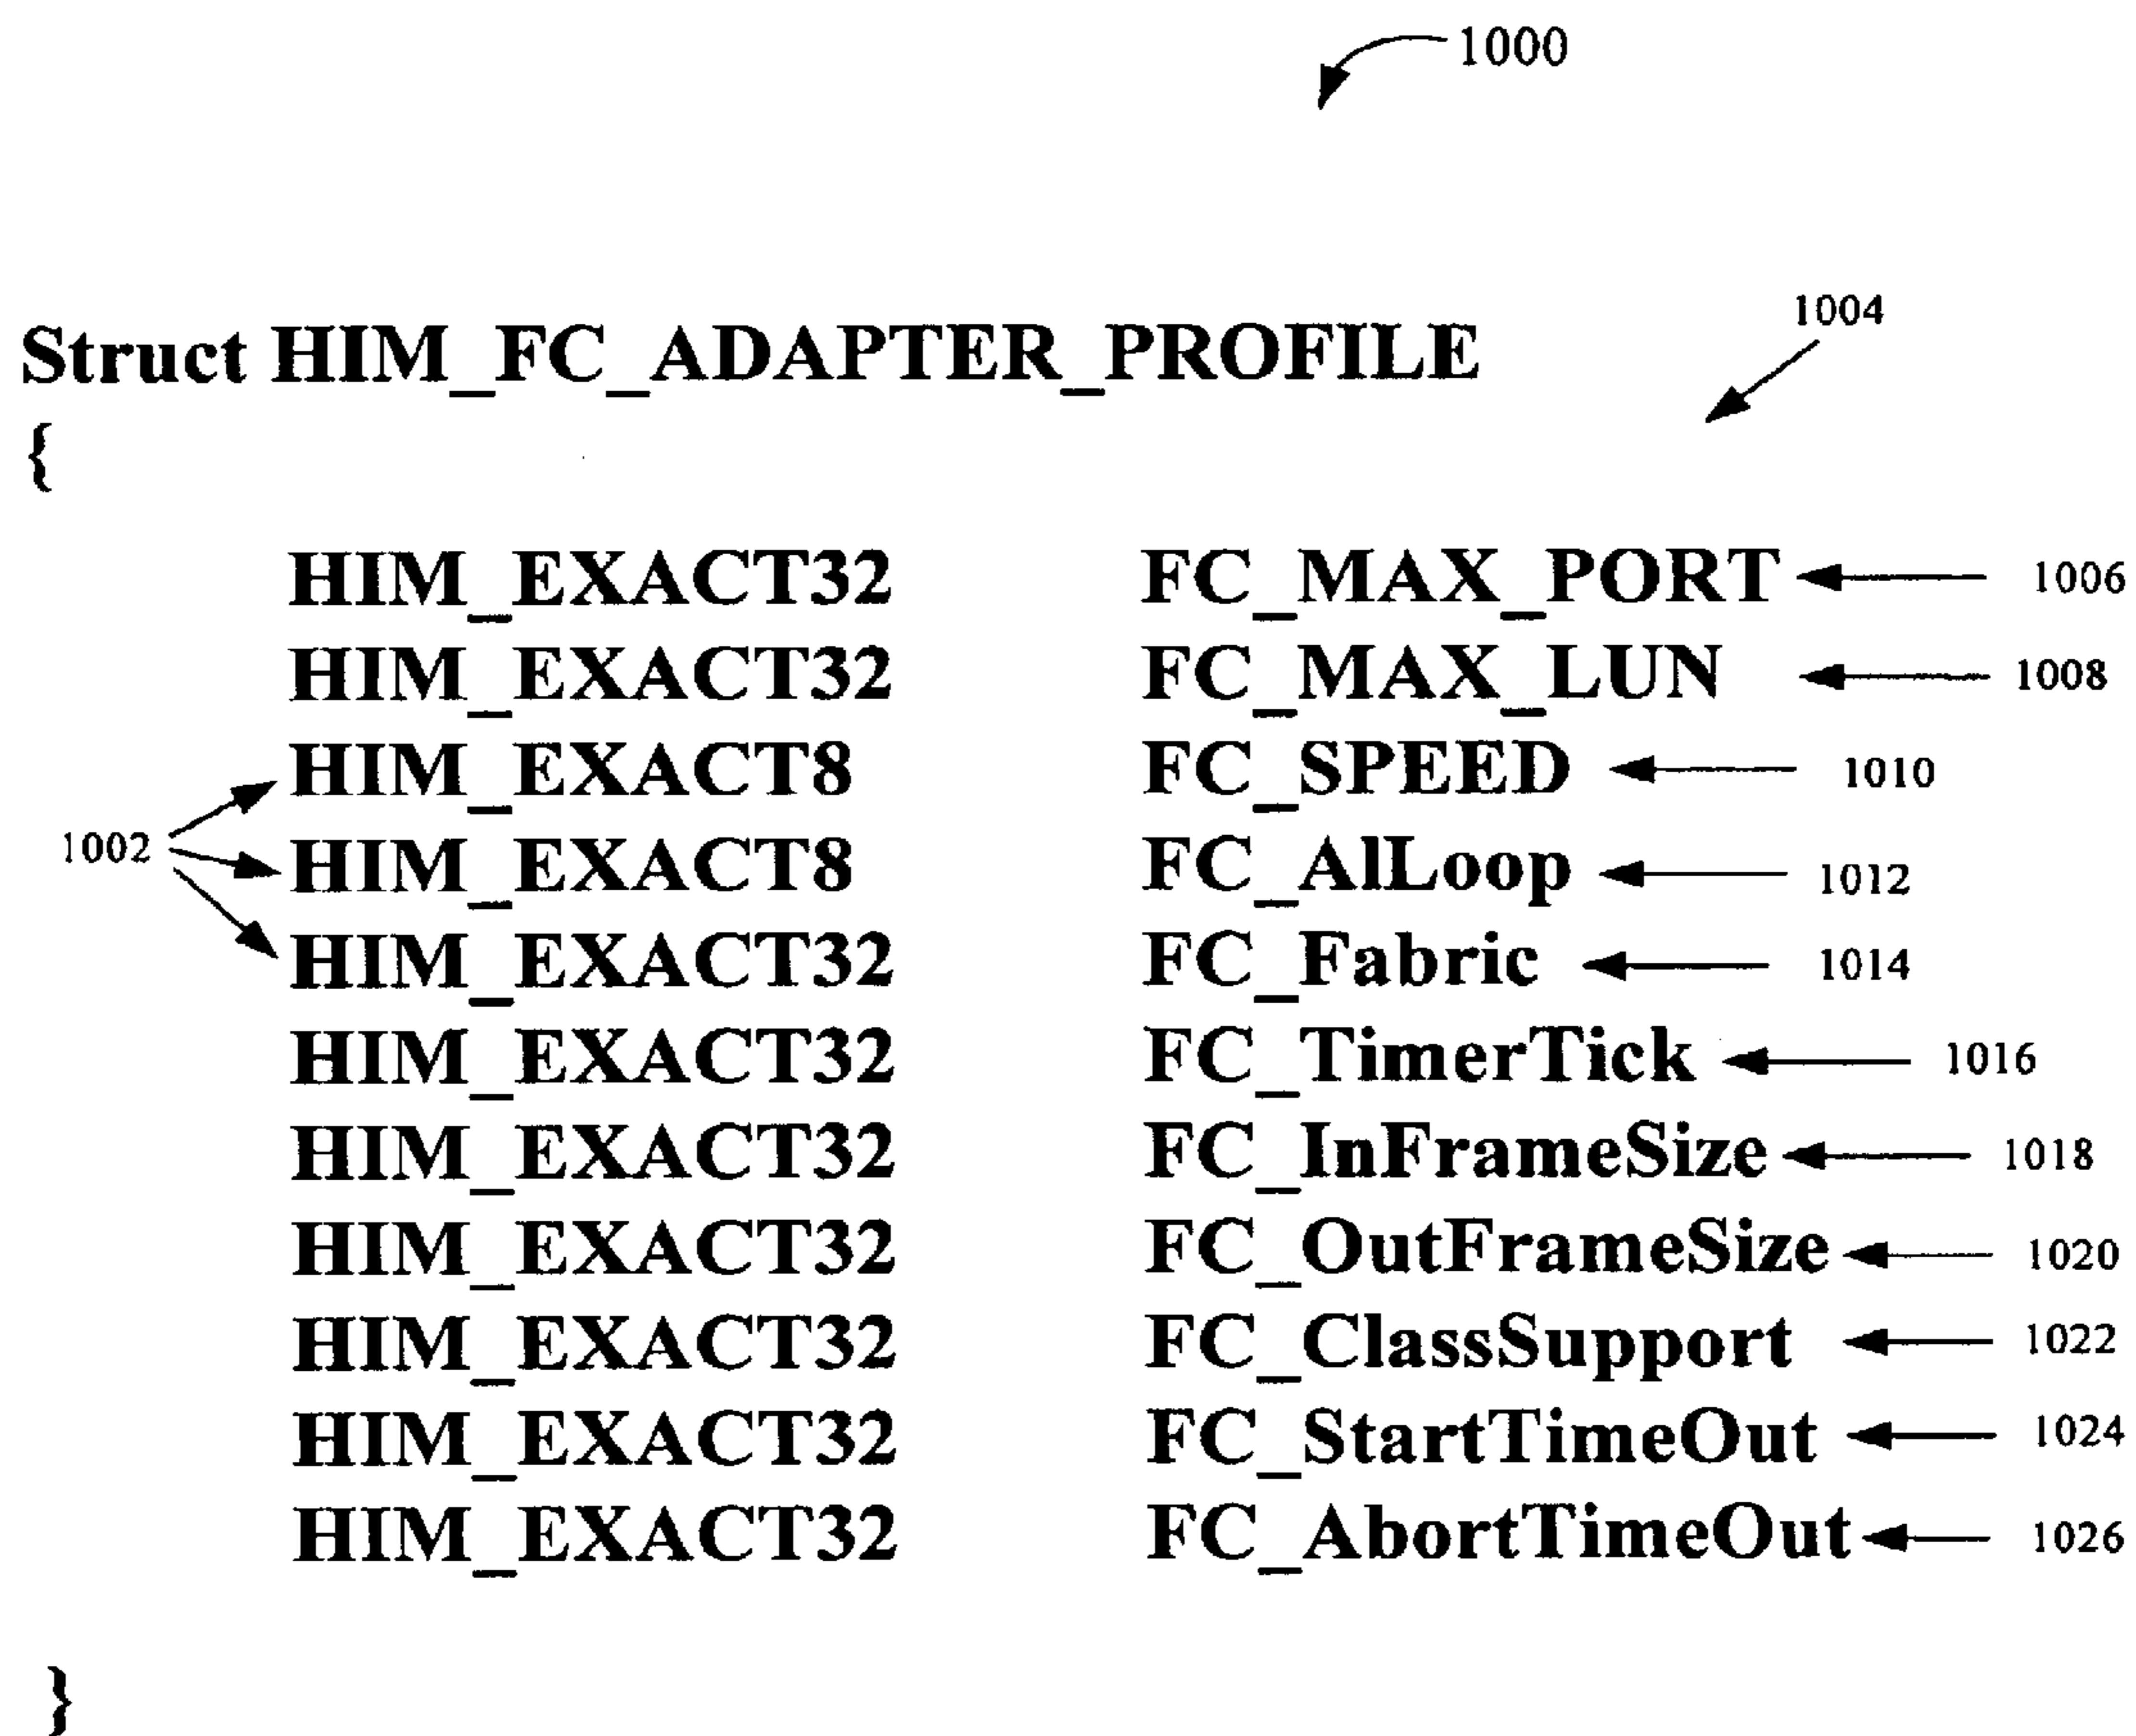 1000
1004
Struct HIM_FC_ADAPTER_PROFILE
{
HIM_EXACT32 FC_MAX_PORT 1006
HIM_EXACT32 FC_MAX_LUN 1008
HIM_EXACT8 FC_SPEED 1010
1002 HIM_EXACT8 FC_AlLoop 1012
HIM_EXACT32 FC_Fabric 1014
HIM_EXACT32 FC_TimerTick 1016
HIM_EXACT32 FC_InFrameSize 1018
HIM_EXACT32 FC_OutFrameSize 1020
HIM_EXACT32 FC_ClassSupport 1022
HIM_EXACT32 FC_StartTimeOut 1024
HIM_EXACT32 FC_AbortTimeOut 1026
}